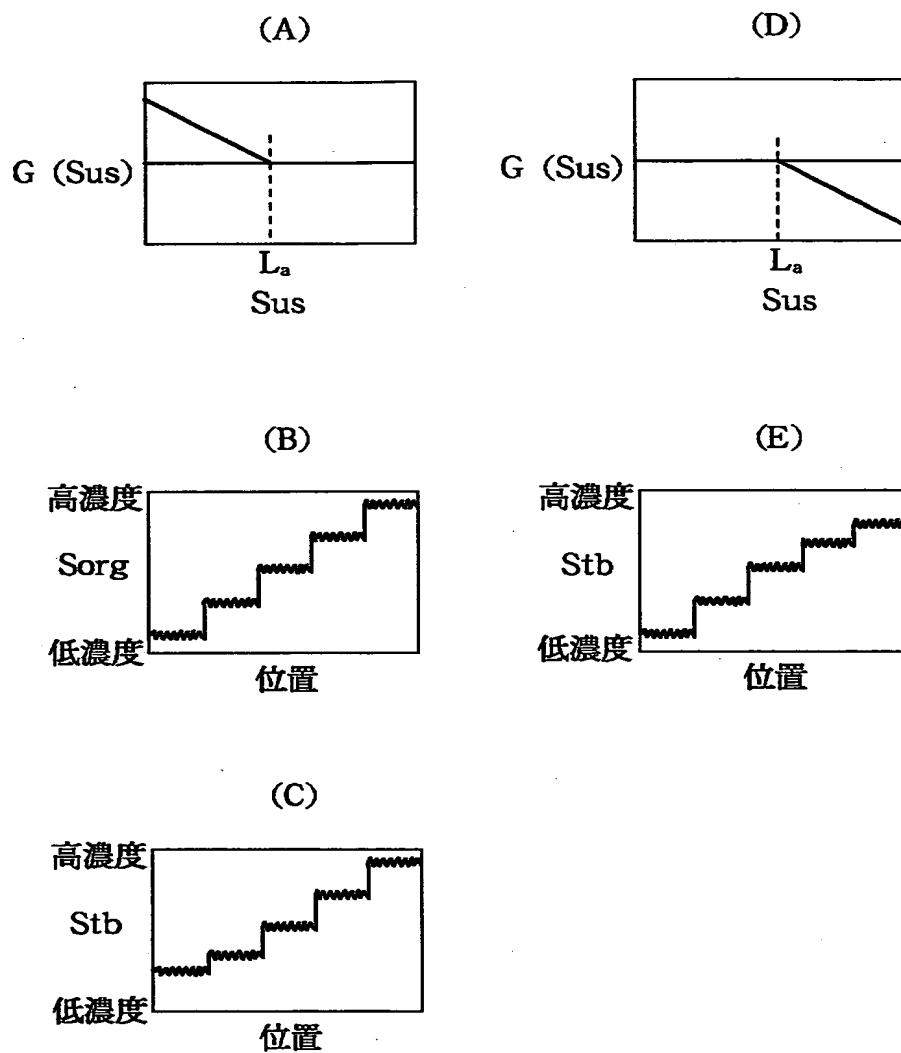 (A)
G (Sus)
La
Sus
(D)
G (Sus)
La
Sus
(B)
高濃度
Sorg
低濃度
位置
(E)
高濃度
Stb
低濃度
位置
(C)
高濃度
Stb
低濃度
位置